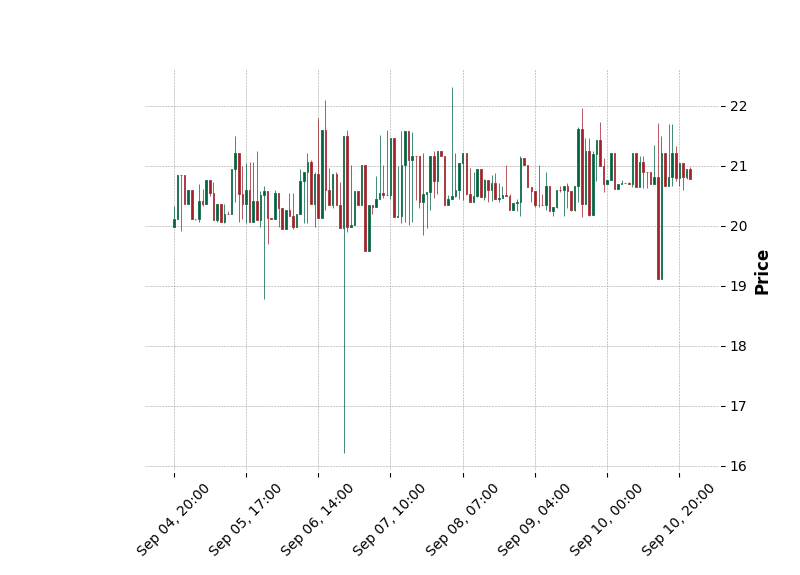 22
21
20
19
18
17
16
Price
Sep 04, 20:00
Sep 05, 17:00
Sep 06, 14:00
Sep 07, 10:00
Sep 08, 07:00
Sep 09, 04:00
Sep 10, 00:00
Sep 10, 20:00